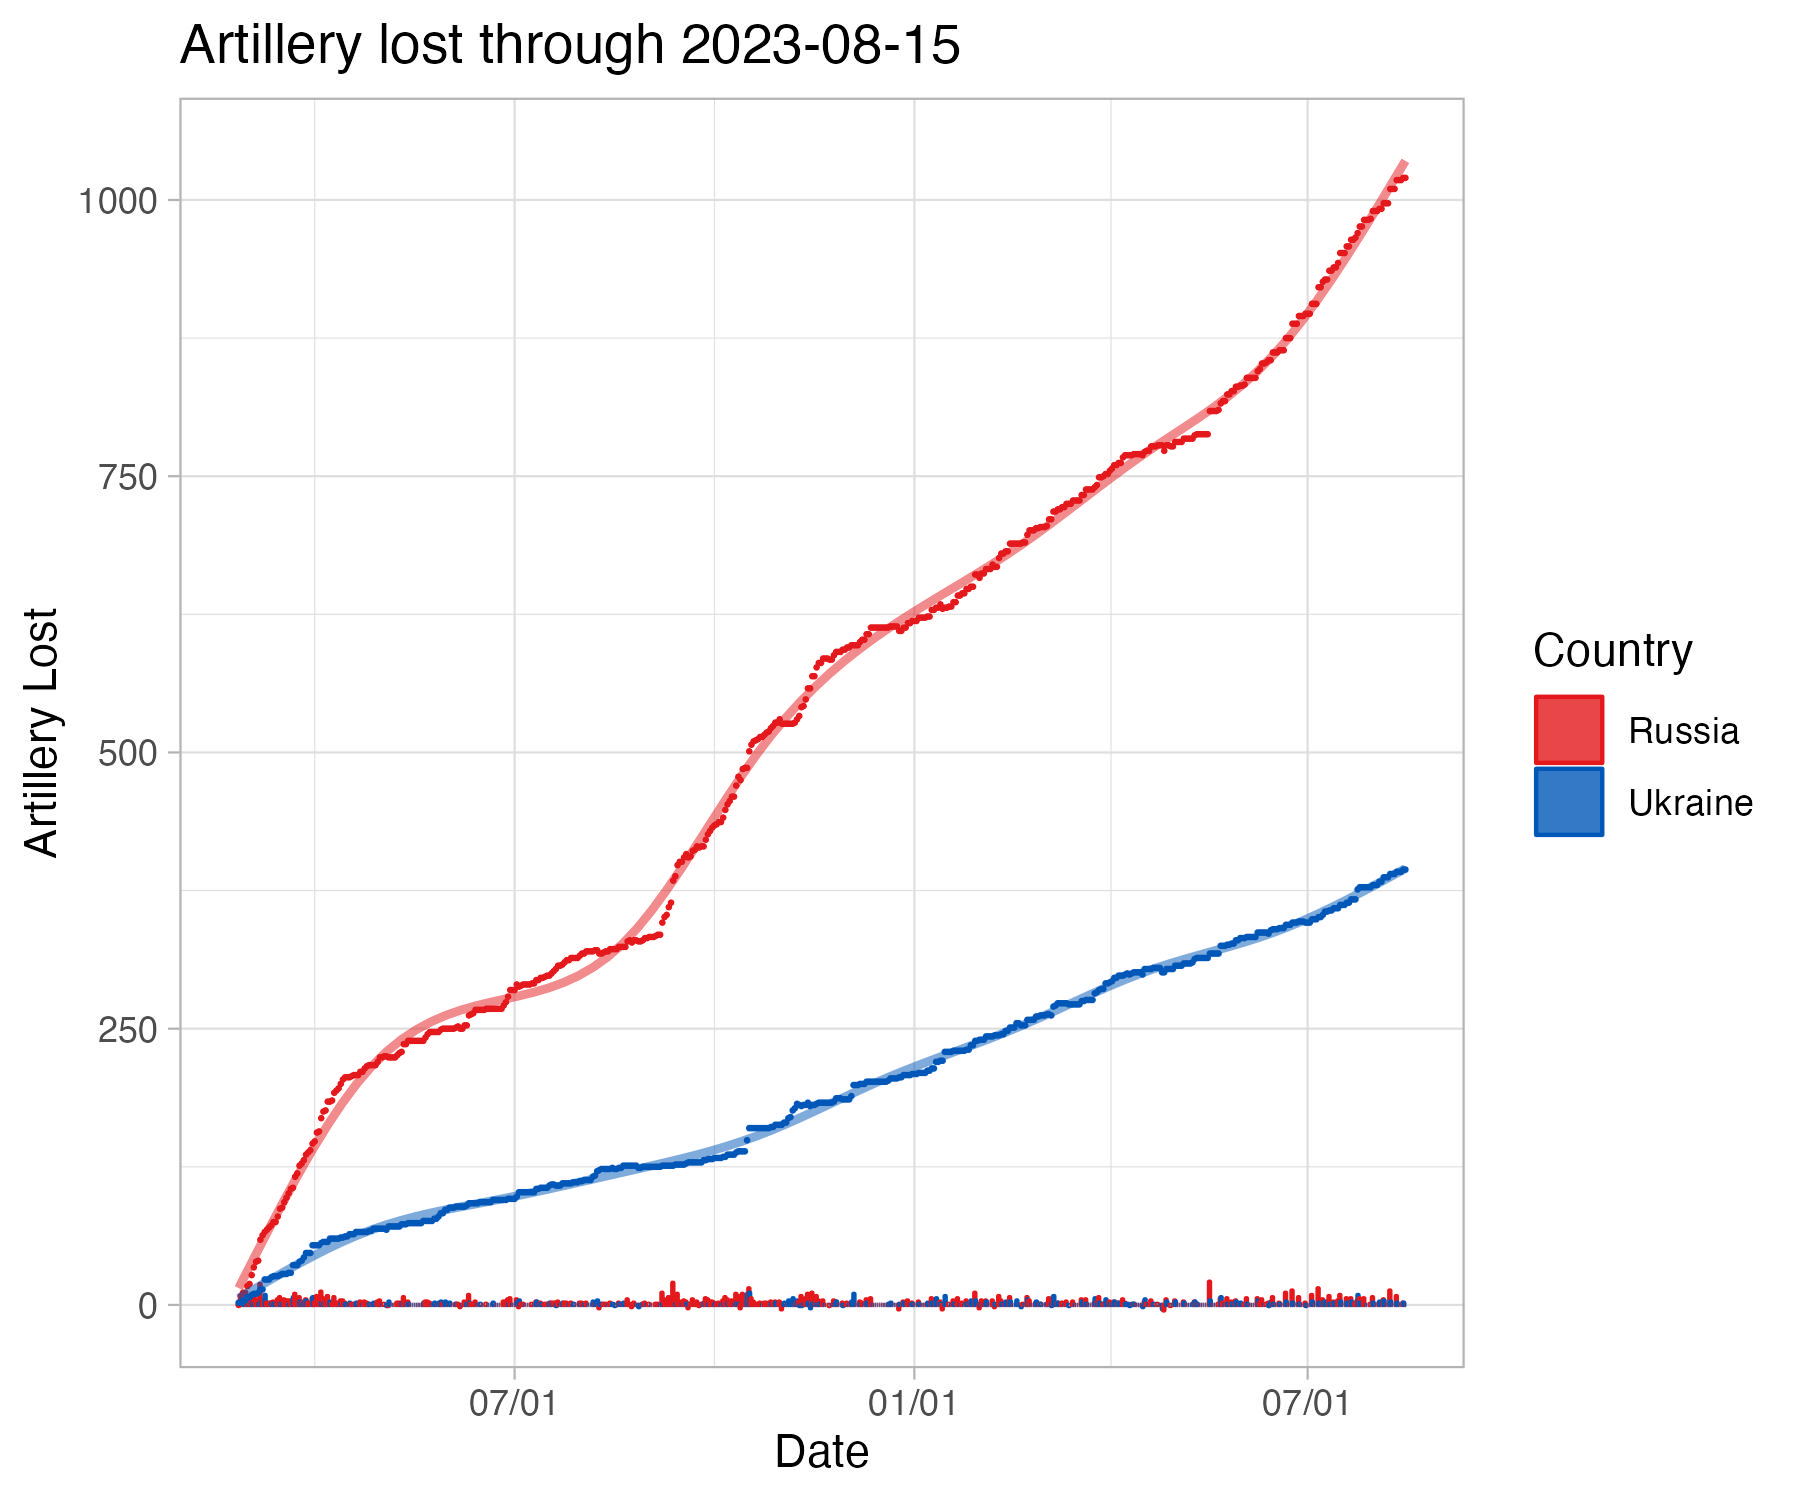 Artillery lost through 2023-08-15
Artillery Lost
1000
750
500
250
0
07/01
01/01
07/01
Date
Country
Russia
Ukraine